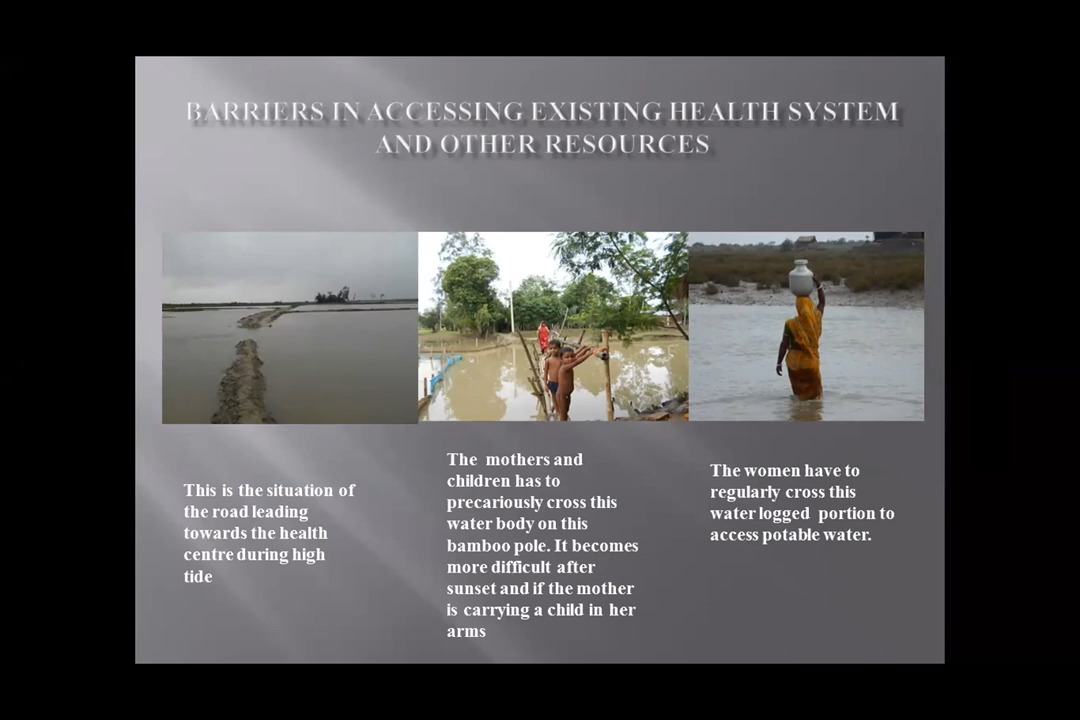 BARRIERS IN ACCESSING EXISTING HEALTH SYSTEM
AND OTHER RESOURCES
This is the situation of
the road leading
towards the health
centre during high
tide
The mothers and
children has to
precariously cross this
water body on this
bamboo pole. It becomes
more difficult after
sunset and if the mother
is carrying a child in her
arms
The women have to
regularly cross this
water logged portion to
access potable water.